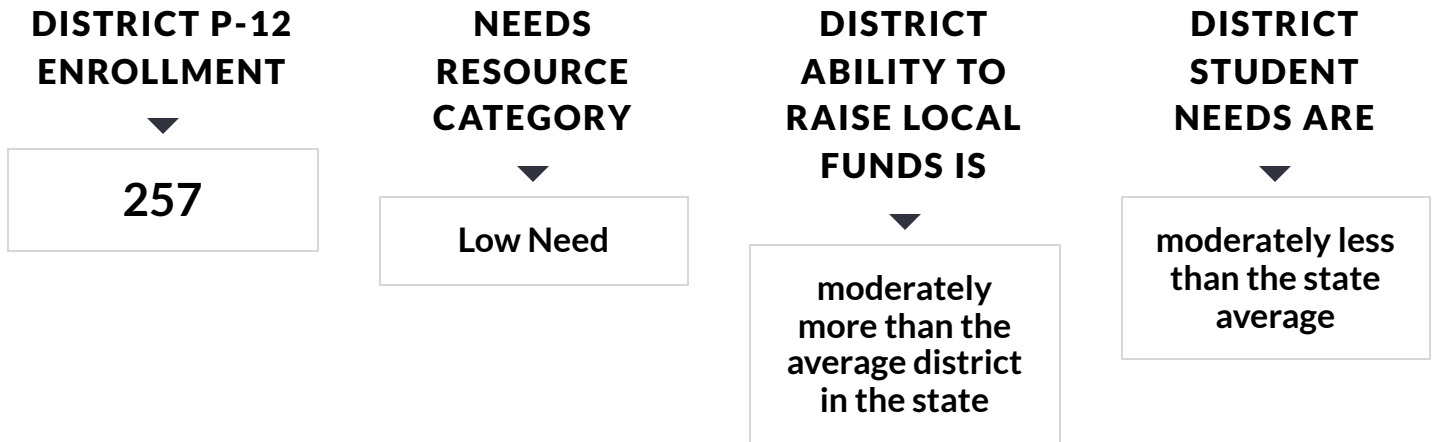 DISTRICT P-12
ENROLLMENT
257
NEEDS
RESOURCE
CATEGORY
Low Need
DISTRICT
ABILITY TO
RAISE LOCAL
FUNDS IS
moderately
more than the
average district
in the state
DISTRICT
STUDENT
NEEDS ARE
moderately less
than the state
average